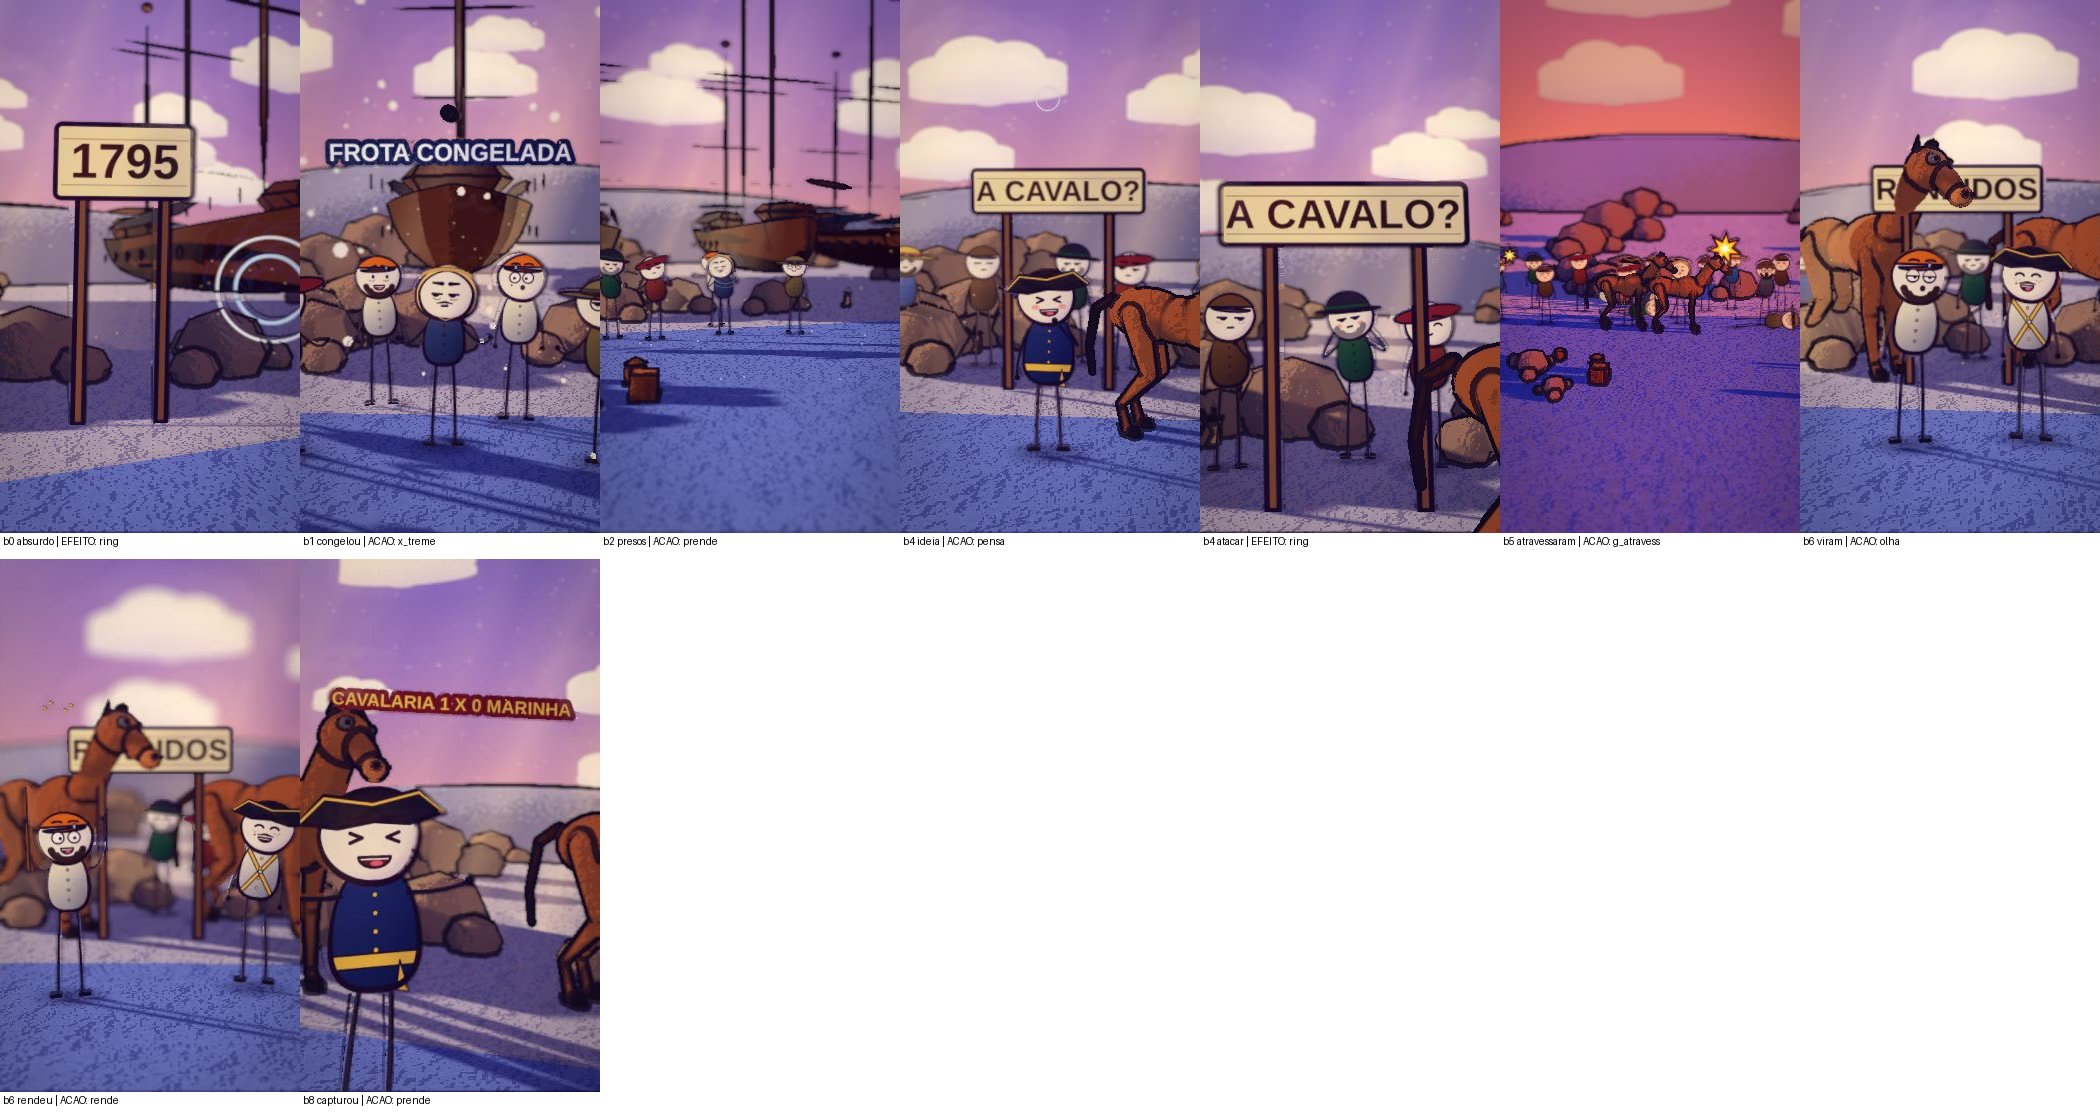 1795
FROTA CONGELADA
A CAVALO?
A CAVALO?
b0 absurdo | EFEITO: ring
b1 congelou | ACAO: x_treme
b2 presos | ACAO: prende
b4 ideia | ACAO: pensa
b4 atacar | EFEITO: ring
b5 atravessaram | ACAO: g_atravess
b6 viram | ACAO: olha
CAVALARIA 1 X 0 MARINHA
b6 rendeu | ACAO: rende
b8 capturou | ACAO: prende